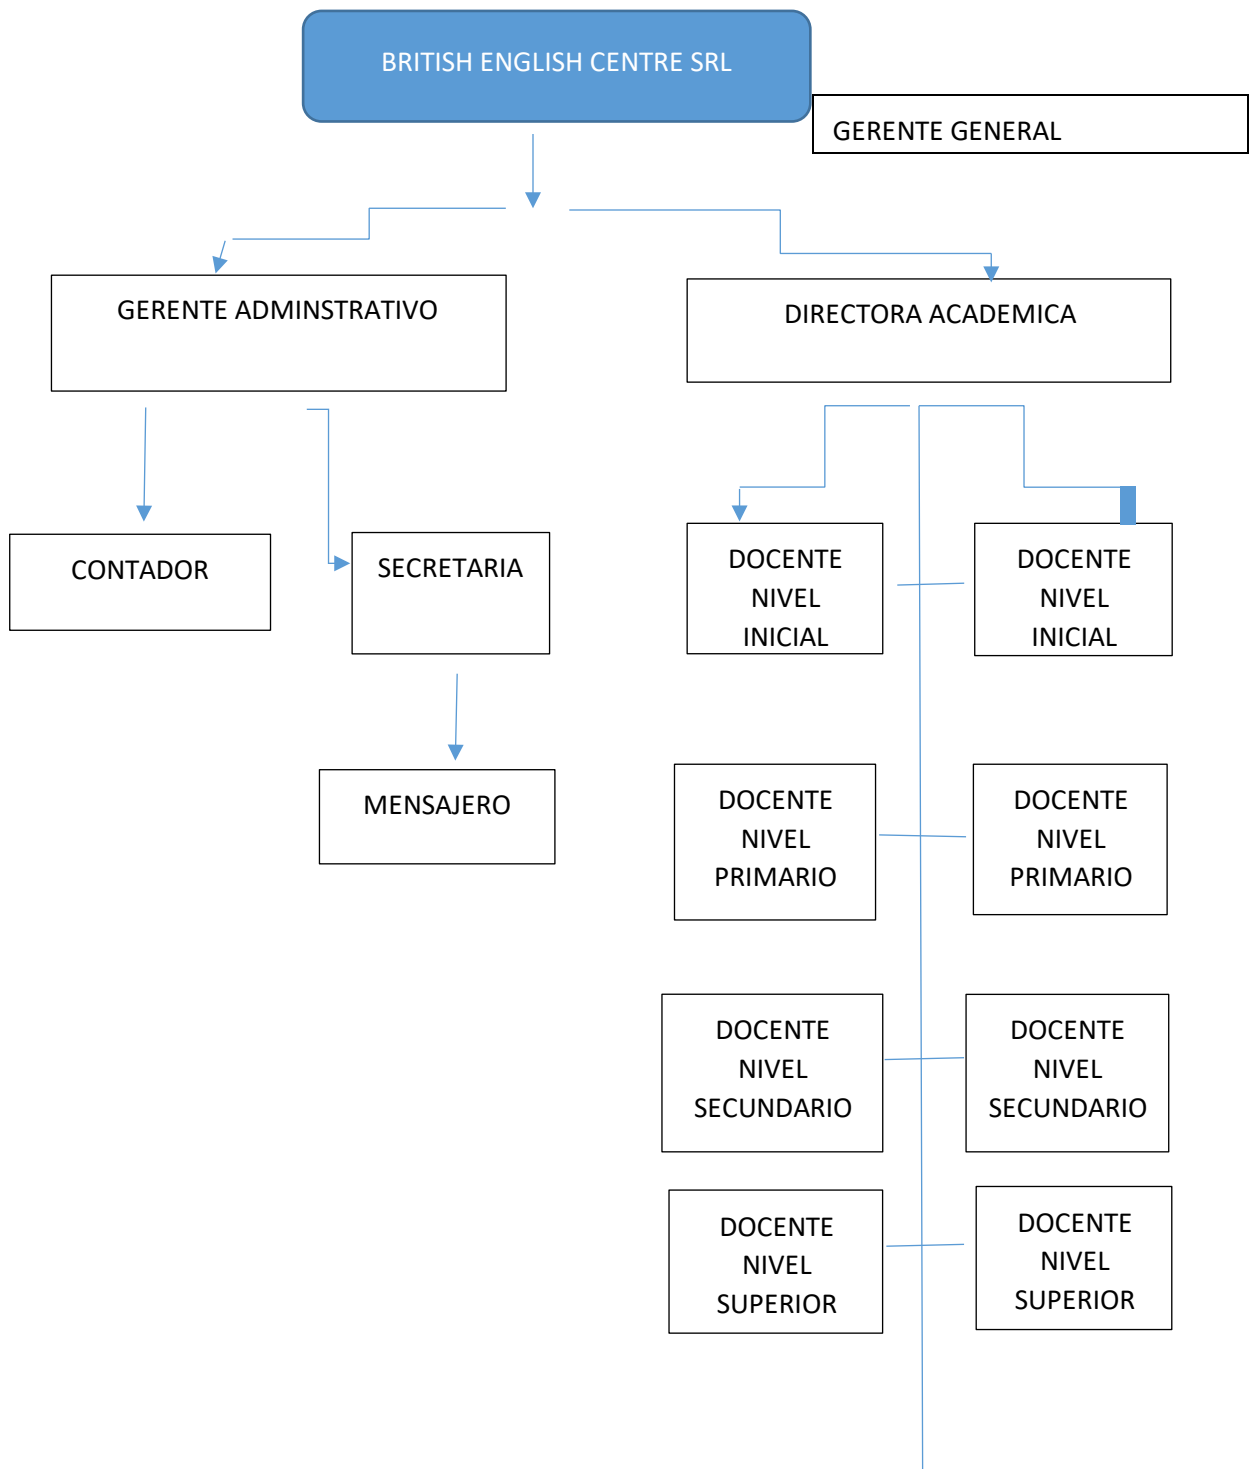 BRITISH ENGLISH CENTRE SRL
GERENTE GENERAL
GERENTE ADMINSTRATIVO
DIRECTORA ACADEMICA
CONTADOR
SECRETARIA
MENSAJERO
DOCENTE
NIVEL
INICIAL
DOCENTE
NIVEL
INICIAL
DOCENTE
NIVEL
PRIMARIO
DOCENTE
NIVEL
PRIMARIO
DOCENTE
NIVEL
SECUNDARIO
DOCENTE
NIVEL
SECUNDARIO
DOCENTE
NIVEL
SUPERIOR
DOCENTE
NIVEL
SUPERIOR